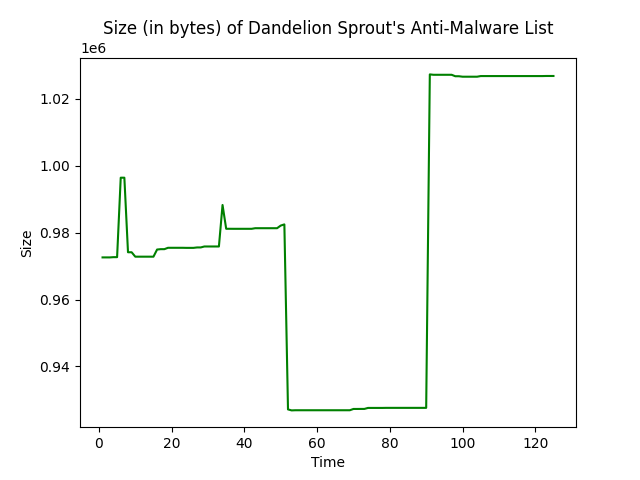 Size (in bytes) of Dandelion Sprout's Anti-Malware List
1e6
1.02
1.00
0.98
0.96
0.94
Size
0 20 40 60 80 100 120
Time